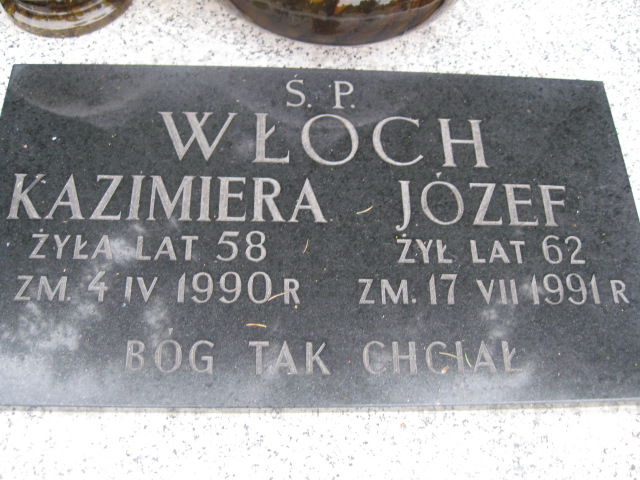 Ś. P.
WŁOCH
KAZIMIERA JÓZEF
ŻYŁA LAT 58 ŻYŁ LAT 62
ZM. 4 IV 1990 R ZM. 17 VII 1991 R
BÓG TAK CHCIAŁ